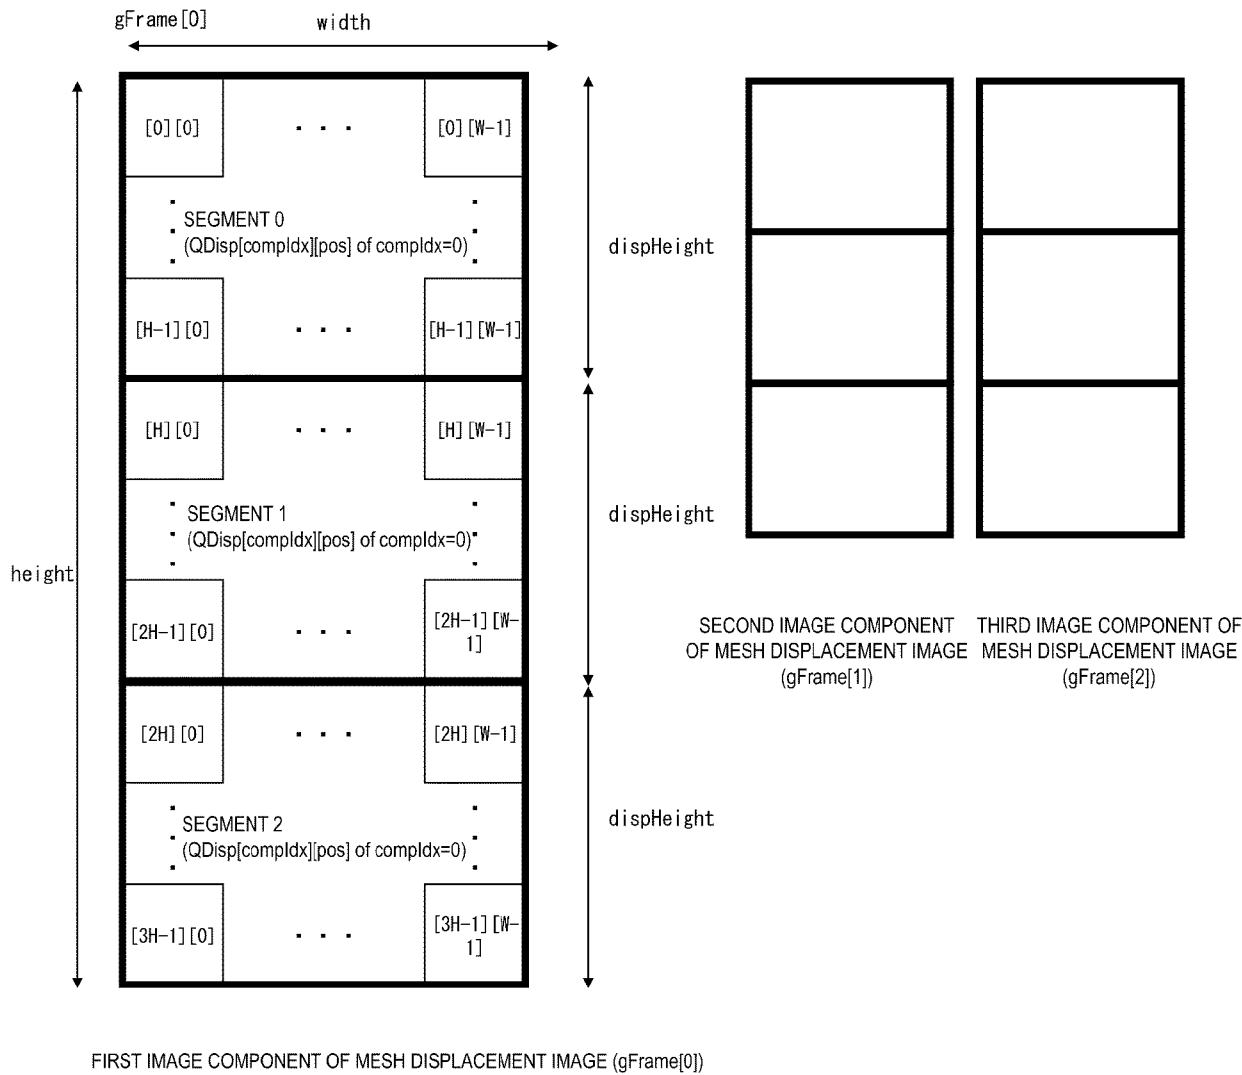 gFrame[0]
width
[0][0]
· · ·
[0][W-1]
SEGMENT 0
(QDisp[compIdx][pos] of compIdx=0)
dispHeight
[H-1][0]
· · ·
[H-1][W-1]
[H][0]
· · ·
[H][W-1]
SEGMENT 1
(QDisp[compIdx][pos] of compIdx=0)
dispHeight
height
[2H-1][0]
· · ·
[2H-1][W-
1]
[2H][0]
· · ·
[2H][W-1]
SEGMENT 2
(QDisp[compIdx][pos] of compIdx=0)
dispHeight
[3H-1][0]
· · ·
[3H-1][W-
1]
SECOND IMAGE COMPONENT
OF MESH DISPLACEMENT IMAGE
(gFrame[1])
THIRD IMAGE COMPONENT OF
MESH DISPLACEMENT IMAGE
(gFrame[2])
FIRST IMAGE COMPONENT OF MESH DISPLACEMENT IMAGE (gFrame[0])